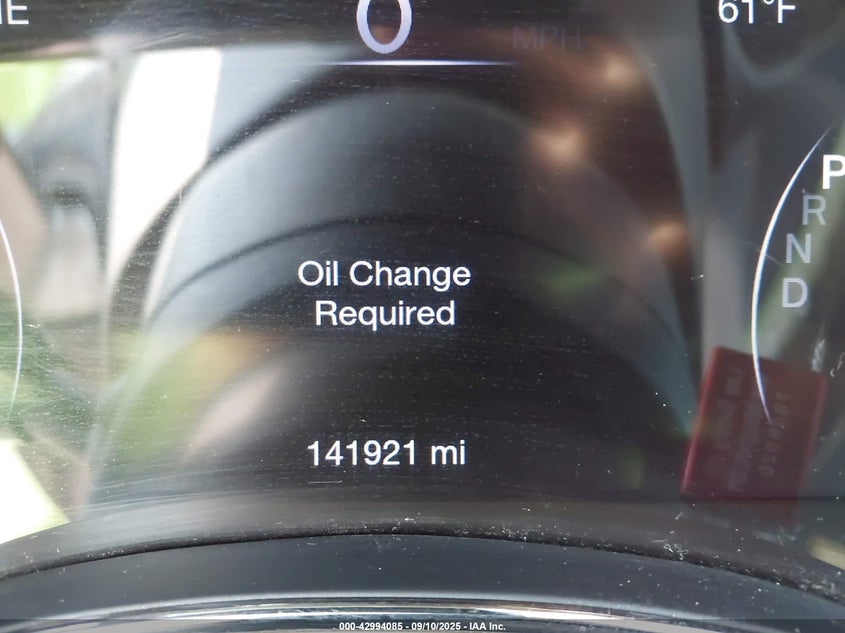 0
MPH
61°F
Oil Change
Required
P
R
N
D
141921 mi
000-42994085 - 09/10/2025 - IAA Inc.